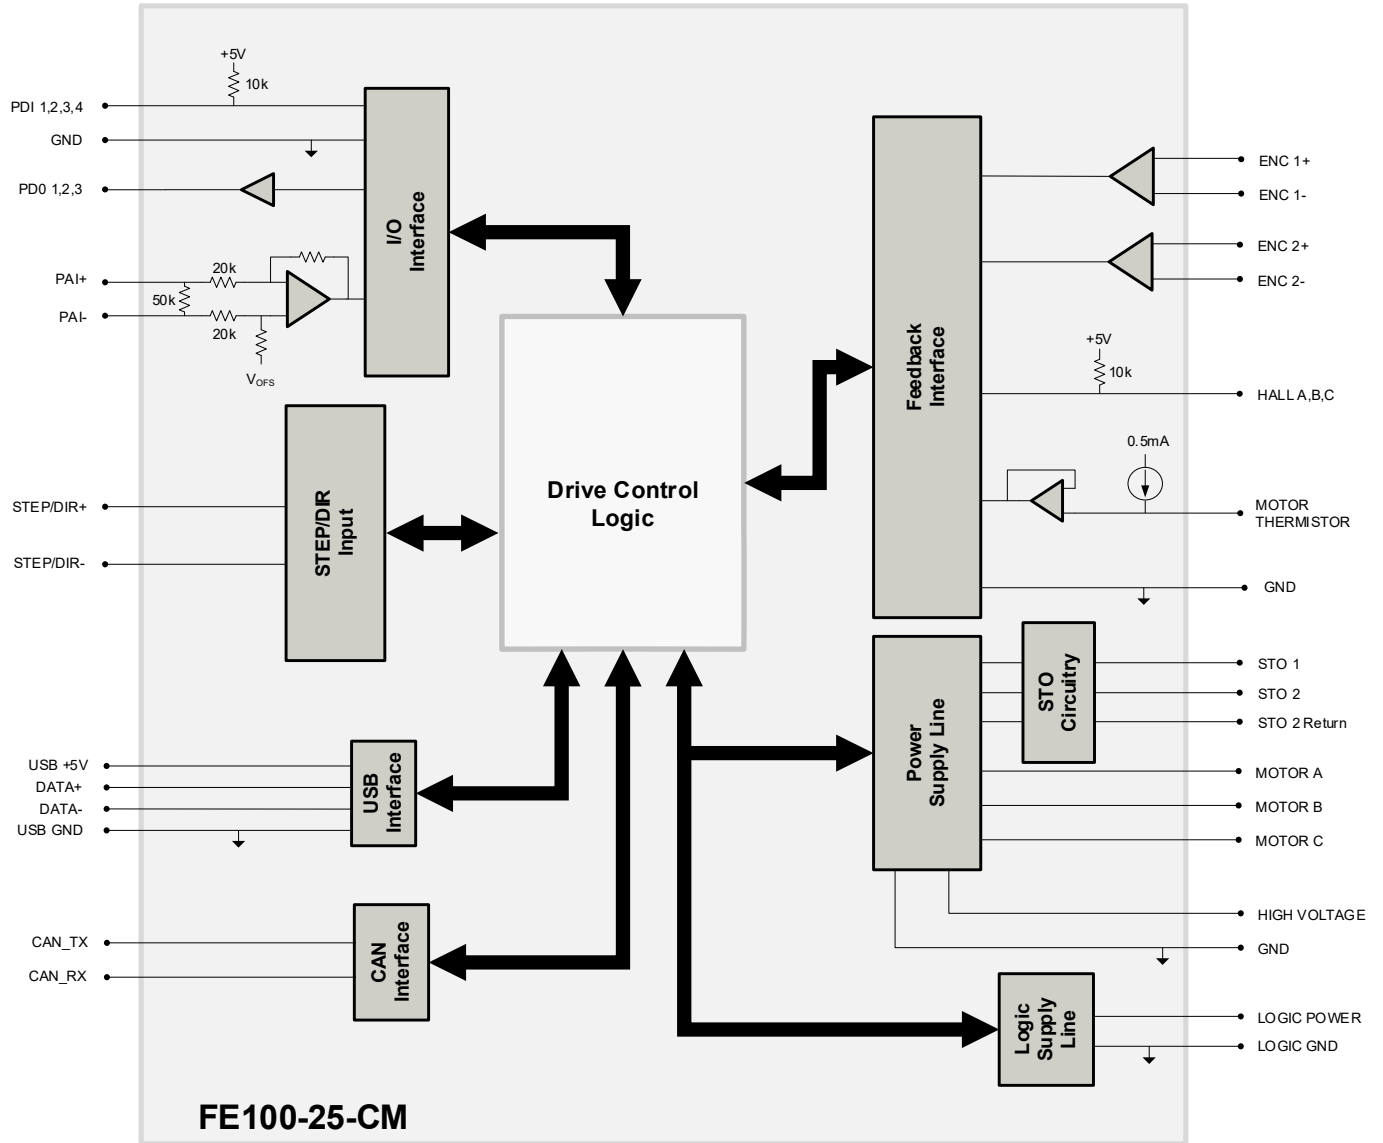 +5V
10k
PDI 1,2,3,4
GND
PD0 1,2,3
PAI+
20k
50k
PAI-
20k
VOFS
I/O
Interface
STEP/DIR+
STEP/DIR-
STEP/DIR
Input
Drive Control
Logic
Feedback
Interface
ENC 1+
ENC 1-
ENC 2+
ENC 2-
+5V
10k
HALL A,B,C
0.5mA
MOTOR
THERMISTOR
GND
STO
Circuitry
STO 1
STO 2
STO 2 Return
Power
Supply Line
MOTOR A
MOTOR B
MOTOR C
HIGH VOLTAGE
GND
USB +5V
DATA+
DATA-
USB GND
USB
Interface
CAN_TX
CAN_RX
CAN
Interface
Logic
Supply
Line
LOGIC POWER
LOGIC GND
FE100-25-CM